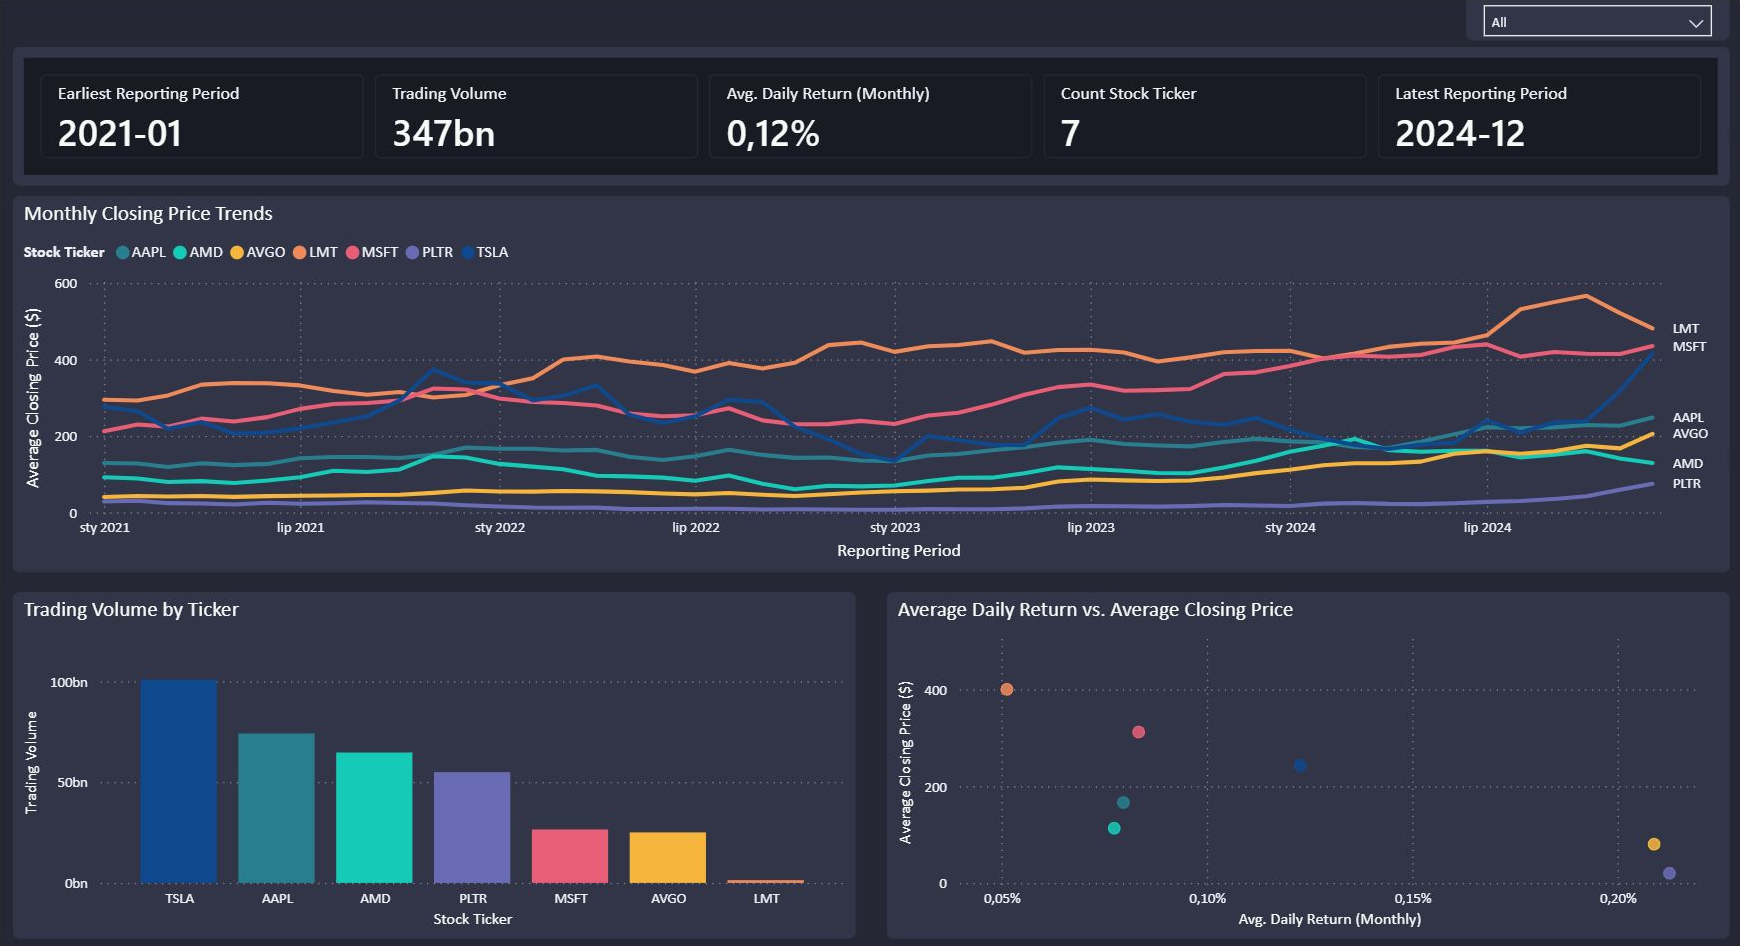 All
Earliest Reporting Period
2021-01
Trading Volume
347bn
Avg. Daily Return (Monthly)
0,12%
Count Stock Ticker
7
Latest Reporting Period
2024-12
Monthly Closing Price Trends
Stock Ticker AAPL AMD AVGO LMT MSFT PLTR TSLA
Average Closing Price ($)
600
400
200
0
LMT
MSFT
AAPL
AVGO
AMD
PLTR
sty 2021 lip 2021 sty 2022 lip 2022 sty 2023 lip 2023 sty 2024 lip 2024
Reporting Period
Trading Volume by Ticker
Trading Volume
100bn
50bn
0bn
TSLA AAPL AMD PLTR MSFT AVGO LMT
Stock Ticker
Average Daily Return vs. Average Closing Price
Average Closing Price ($)
400
200
0
0,05% 0,10% 0,15% 0,20%
Avg. Daily Return (Monthly)